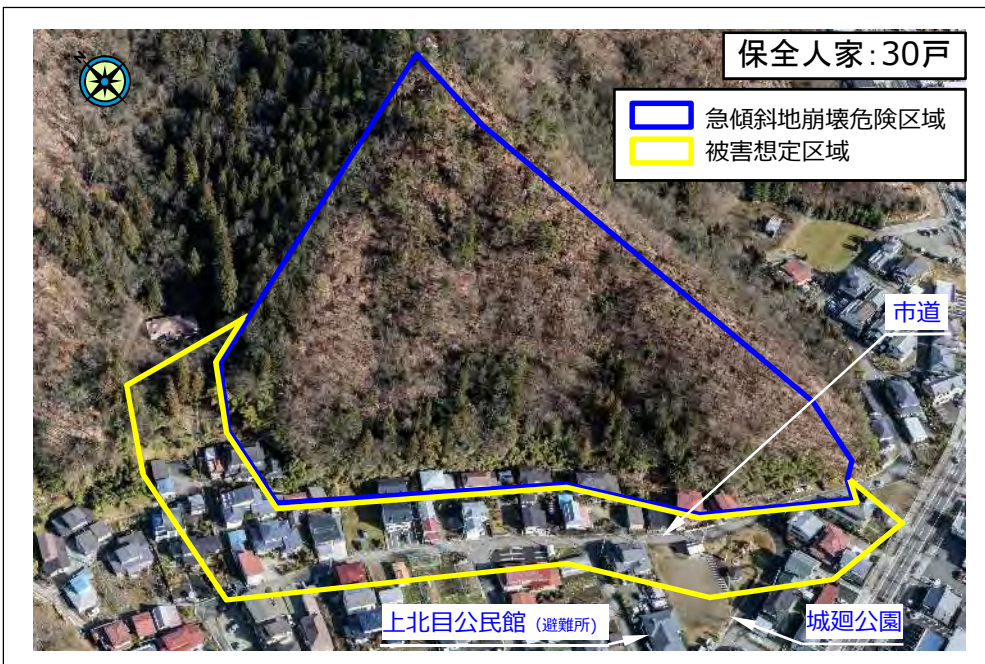 保全人家:30戸
急傾斜地崩壊危険区域
被害想定区域
市道
上北目公民館(避難所)
城廻公園
N